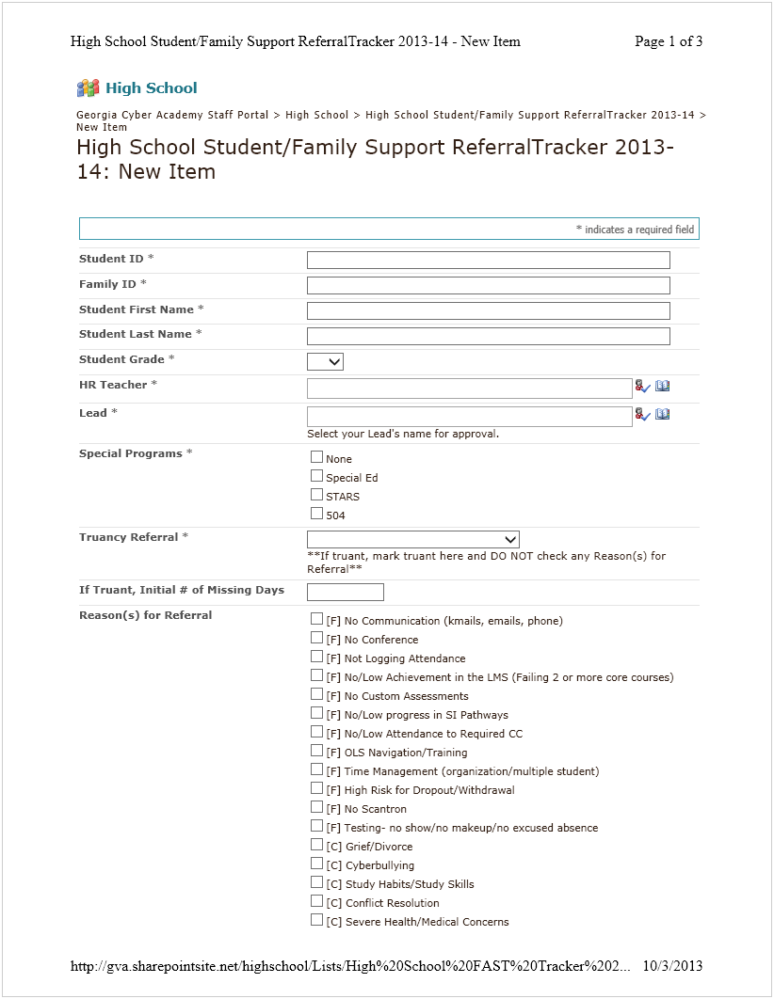 High School Student/Family Support ReferralTracker 2013-14 - New Item Page 1 of 3
High School
Georgia Cyber Academy Staff Portal > High School > High School Student/Family Support ReferralTracker 2013-14 >
New Item
High School Student/Family Support ReferralTracker 2013-
14: New Item
* indicates a required field
Student ID *
Family ID *
Student First Name *
Student Last Name *
Student Grade *
HR Teacher *
Lead *
Select your Lead's name for approval.
Special Programs *
None
Special Ed
STARS
504
Truancy Referral *
**If truant, mark truant here and DO NOT check any Reason(s) for
Referral**
If Truant, Initial # of Missing Days
Reason(s) for Referral
[F] No Communication (kmails, emails, phone)
[F] No Conference
[F] Not Logging Attendance
[F] No/Low Achievement in the LMS (Failing 2 or more core courses)
[F] No Custom Assessments
[F] No/Low progress in SI Pathways
[F] No/Low Attendance to Required CC
[F] OLS Navigation/Training
[F] Time Management (organization/multiple student)
[F] High Risk for Dropout/Withdrawal
[F] No Scantron
[F] Testing- no show/no makeup/no excused absence
[C] Grief/Divorce
[C] Cyberbullying
[C] Study Habits/Study Skills
[C] Conflict Resolution
[C] Severe Health/Medical Concerns
http://gva.sharepointsite.net/highschool/Lists/High%20School%20FAST%20Tracker%202... 10/3/2013